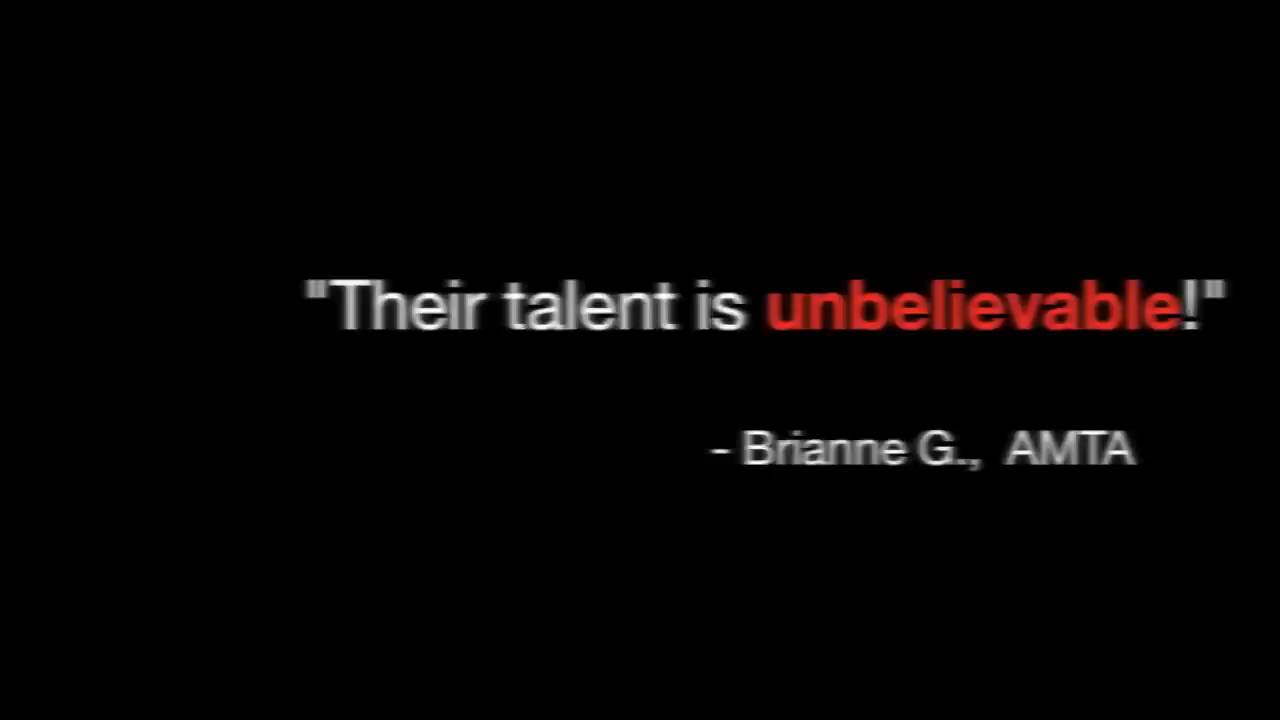 "Their talent is unbelievable!"
- Brianne G., AMTA